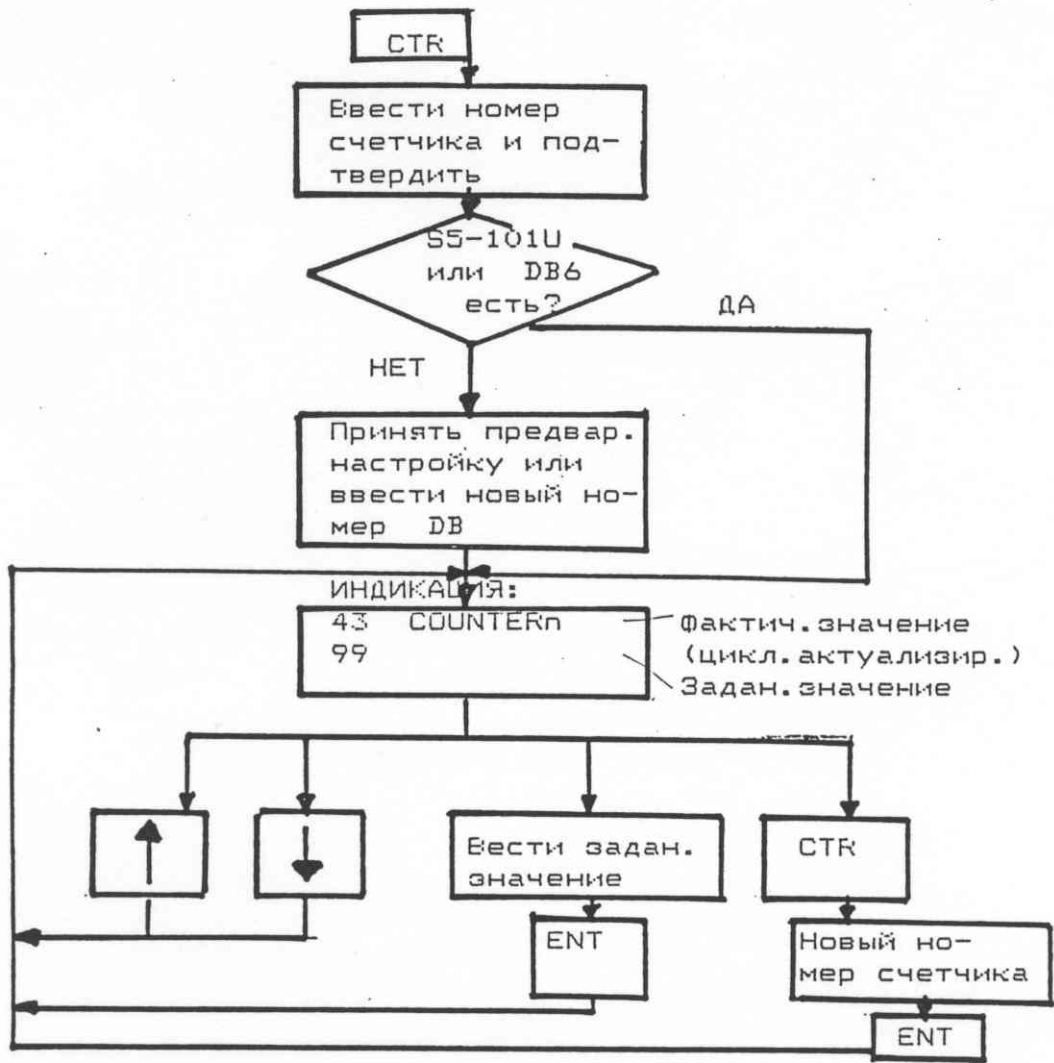 CTR
Ввести номер
счетчика и под-
твердить
S5-101U
или DB6
есть?
ДА
НЕТ
Принять предвар.
настройку или
ввести новый но-
мер DB
ИНДИКАЦИЯ:
43 COUNTERn
99
Фактич.значение
(цикл.актуализир.)
Задан.значение
Вести задан.
значение
CTR
ENT
Новый но-
мер счетчика
ENT